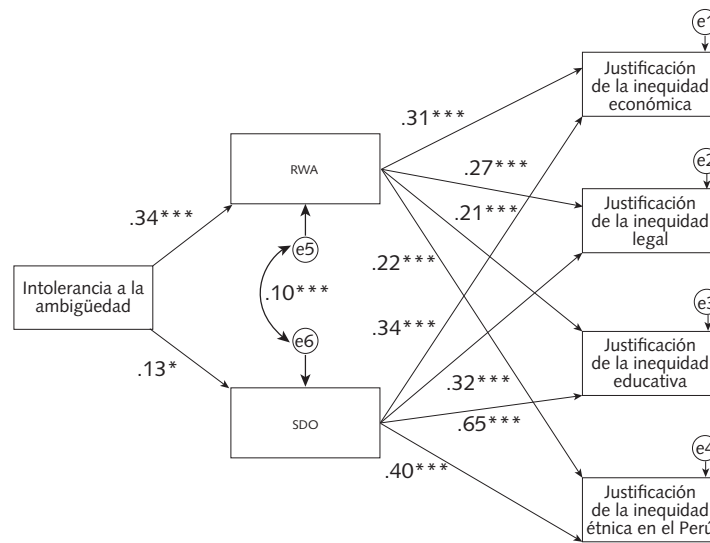 e1
Justificación
de la inequidad
económica
.31***
RWA
.27***
e2
.21***
Justificación
de la inequidad
legal
.34***
e5
.22***
Intolerancia a la
ambigüedad
.10***
.34***
e3
Justificación
de la inequidad
educativa
e6
.13*
.32***
SDO
.65***
e4
.40***
Justificación
de la inequidad
étnica en el Perú